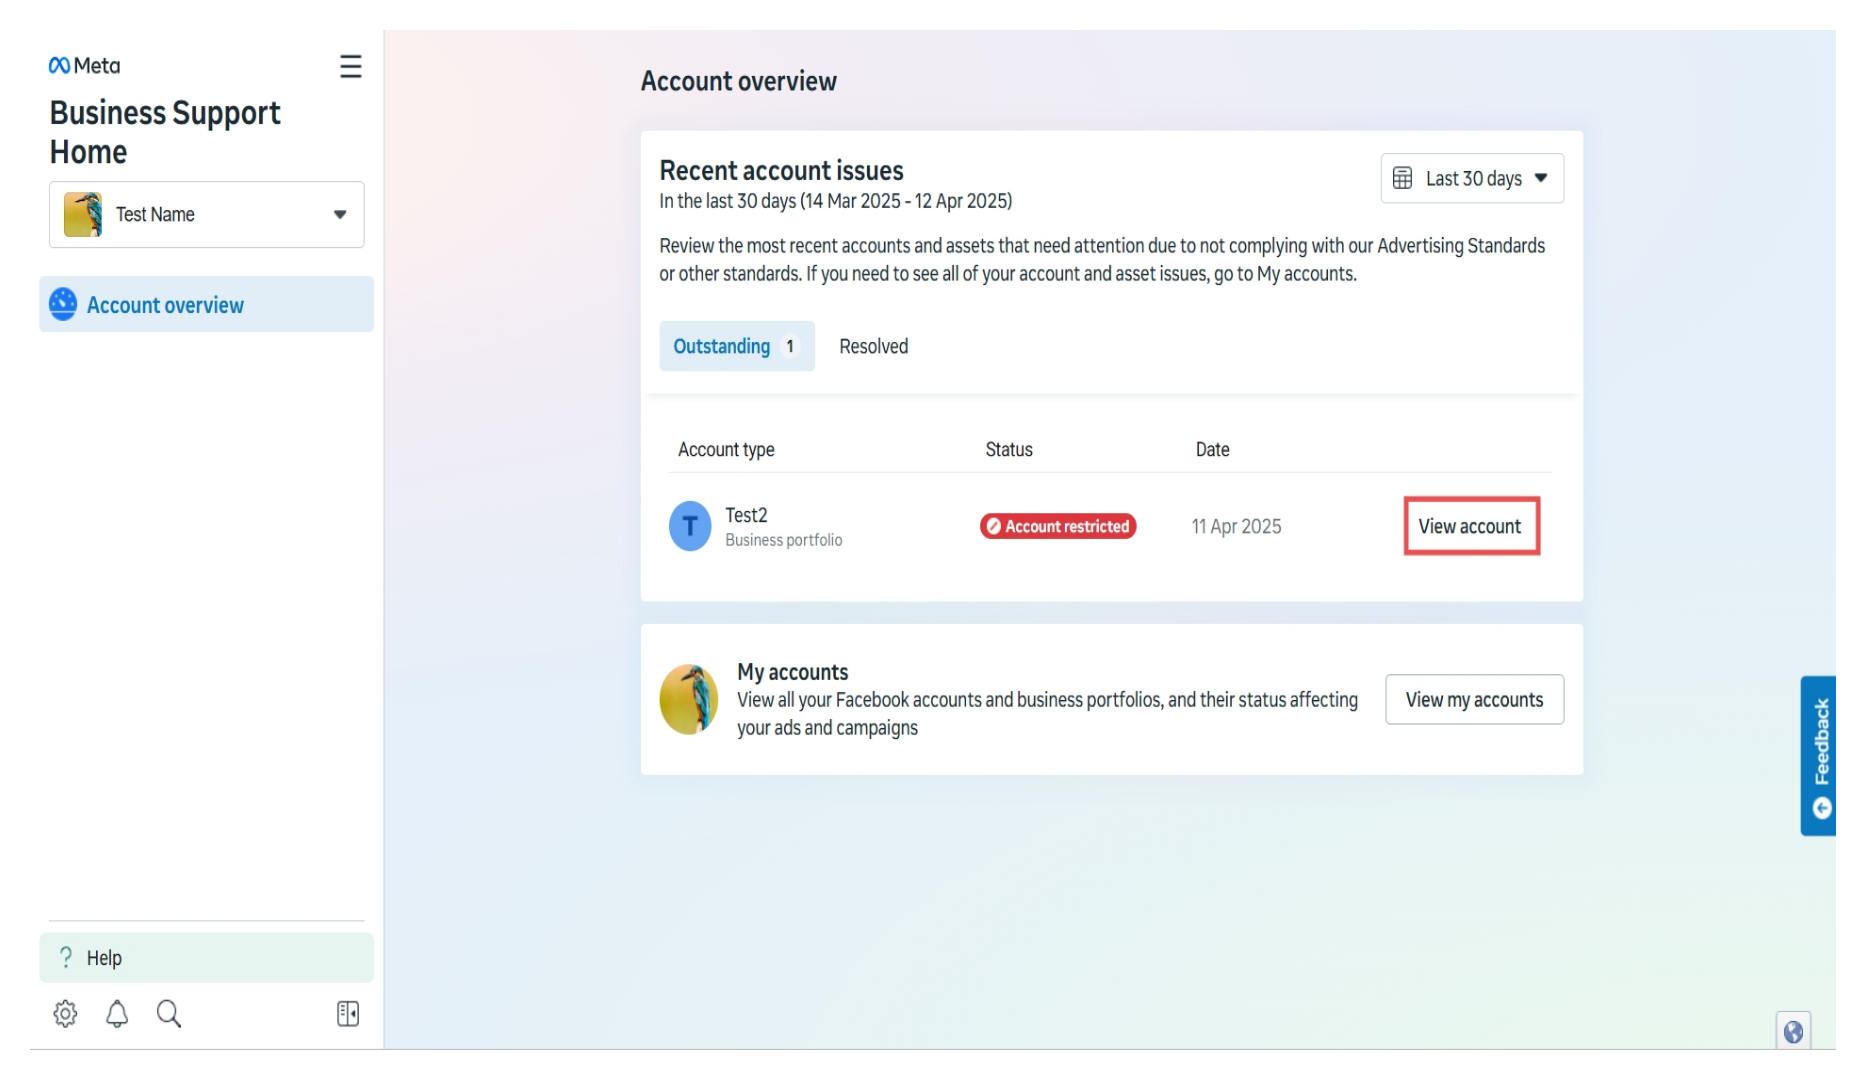 Meta
Business Support
Home
Test Name
Account overview
Help
Account overview
Recent account issues
In the last 30 days (14 Mar 2025 - 12 Apr 2025)
Last 30 days
Review the most recent accounts and assets that need attention due to not complying with our Advertising Standards
or other standards. If you need to see all of your account and asset issues, go to My accounts.
Outstanding 1 Resolved
Account type Status Date
T
Test2
Business portfolio
Account restricted
11 Apr 2025
View account
My accounts
View all your Facebook accounts and business portfolios, and their status affecting
your ads and campaigns
View my accounts
Feedback